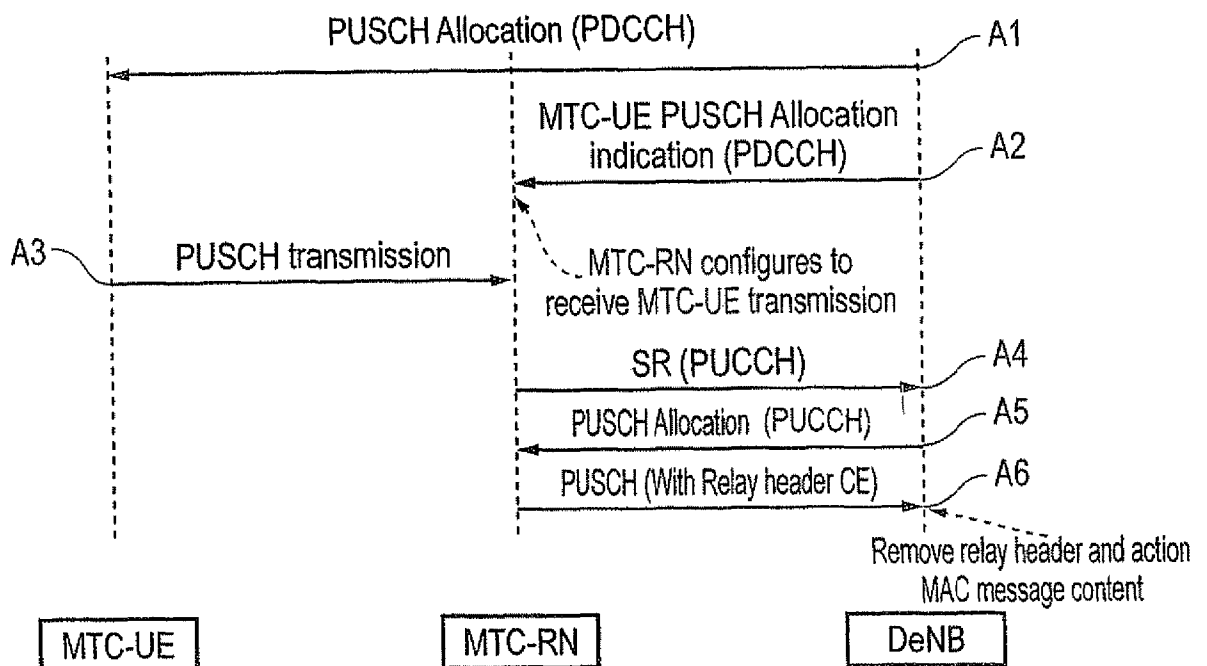 PUSCH Allocation (PDCCH)
A1
MTC-UE PUSCH Allocation
indication (PDCCH)
A2
A3
PUSCH transmission
MTC-RN configures to
receive MTC-UE transmission
SR (PUCCH)
A4
PUSCH Allocation (PUCCH)
A5
PUSCH (With Relay header CE)
A6
Remove relay header and action
MAC message content
MTC-UE
MTC-RN
DeNB